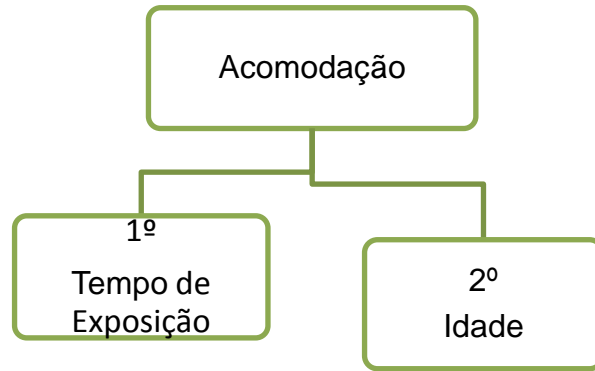 Acomodação
1º
Tempo de
Exposição
2º
Idade